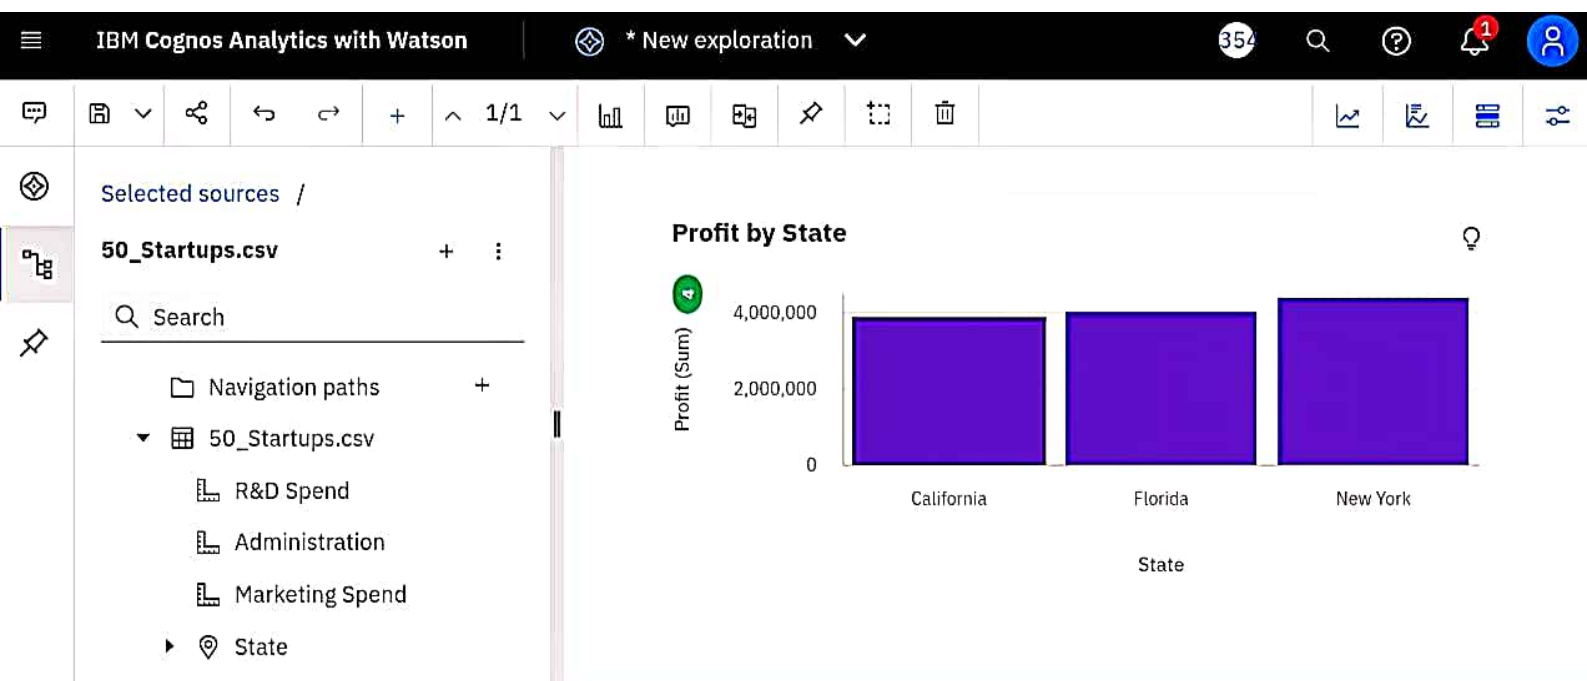 IBM Cognos Analytics with Watson
* New exploration
354
1
1/1
Selected sources /
50_Startups.csv
Search
Navigation paths
50_Startups.csv
R&D Spend
Administration
Marketing Spend
State
Profit by State
Profit (Sum)
4,000,000
2,000,000
0
California
Florida
New York
State